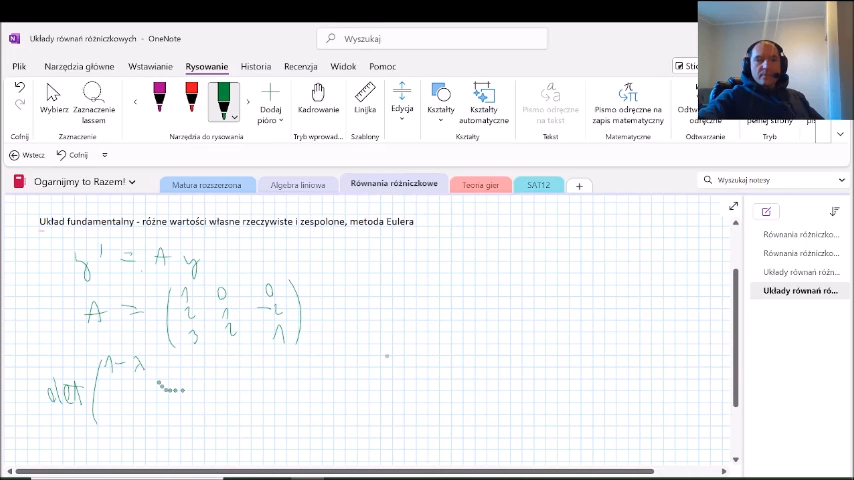 Układy równań różniczkowych - OneNote
Wyszukaj
Plik Narzędzia główne Wstawianie Rysowanie Historia Recenzja Widok Pomoc
Wybierz Zaznaczenie lassem Dodaj pióro Kadrowanie Linijka Edycja Kształty Kształty automatyczne Pismo odręczne na tekst Pismo odręczne na zapis matematyczny
Cofnij Zaznaczenie Narzędzia do rysowania Tryb wprowad... Szablony Kształty Tekst Matematyczne Odtwarzanie Tryb
Wstecz Cofnij
Ogarnijmy to Razem! Matura rozszerzona Algebra liniowa Równania różniczkowe Teoria gier SAT12 + Wyszukaj notesy
Układ fundamentalny - różne wartości własne rzeczywiste i zespolone, metoda Eulera
y' = A y
A = ( 1 0 0
2 1 -2
3 2 1 )
det ( 1 - λ
Równania różniczko...
Równania różniczko...
Układy równań różn...
Układy równań ró...